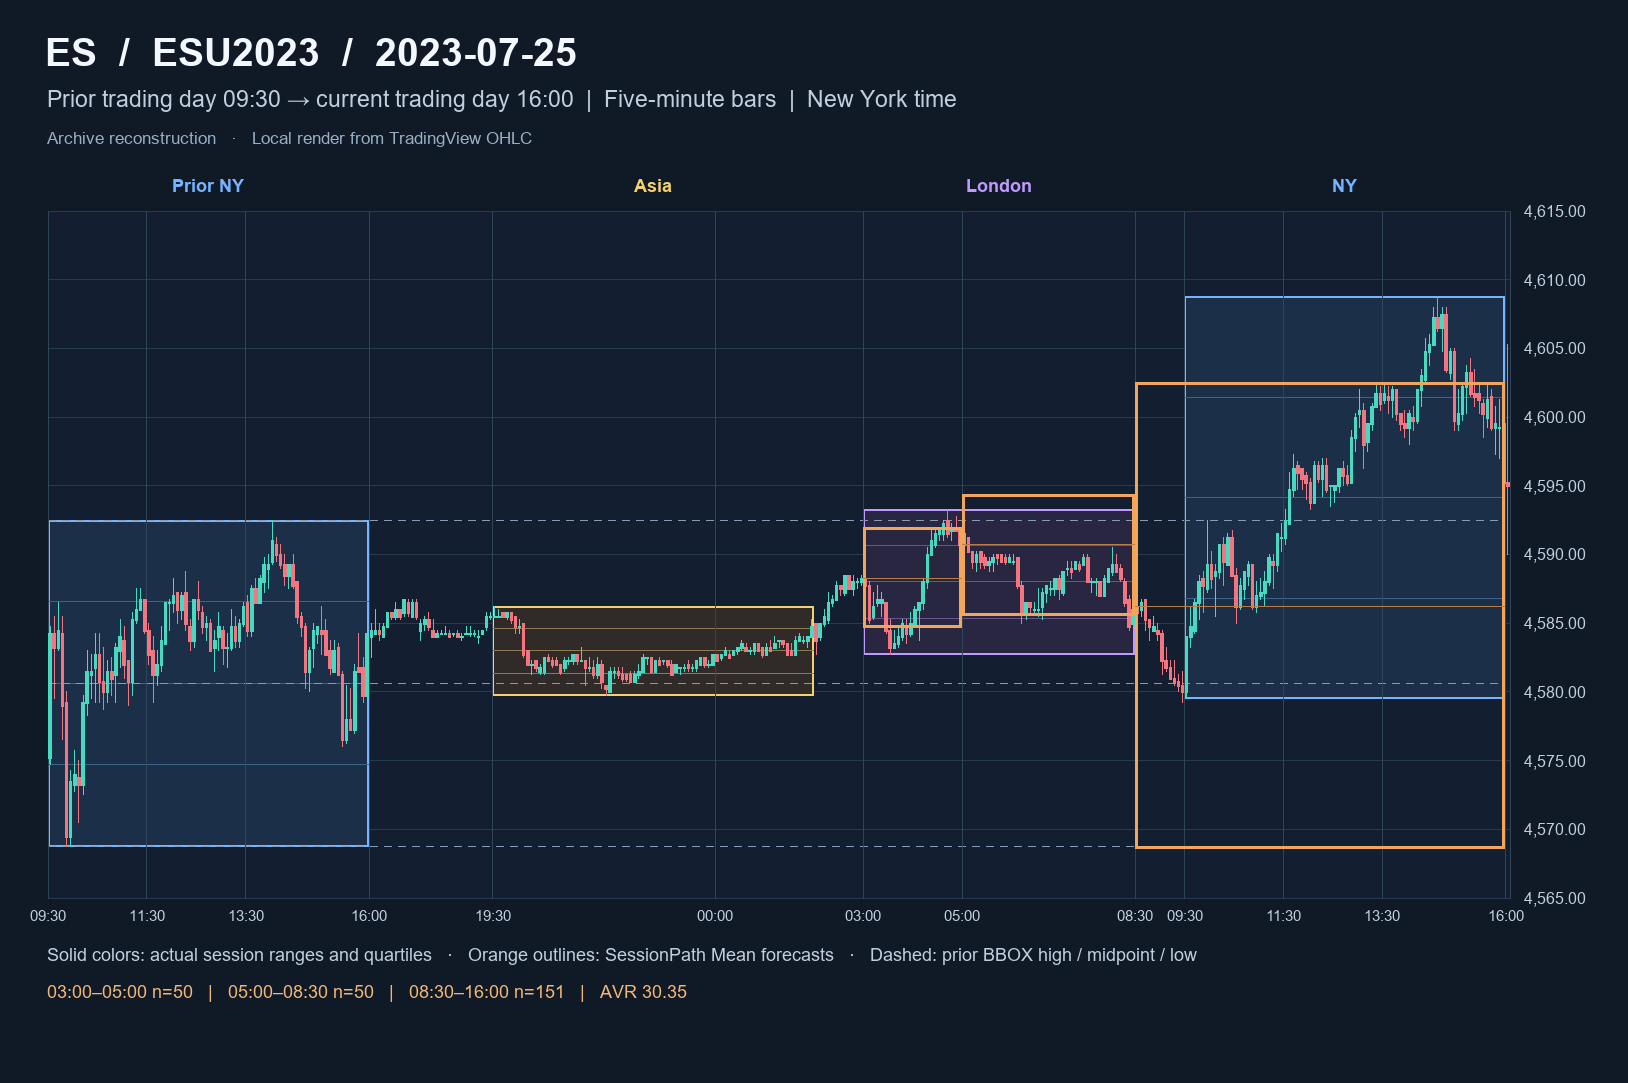 ES / ESU2023 / 2023-07-25
Prior trading day 09:30 → current trading day 16:00 | Five-minute bars | New York time
Archive reconstruction · Local render from TradingView OHLC
Prior NY Asia London NY
4,615.00
4,610.00
4,605.00
4,600.00
4,595.00
4,590.00
4,585.00
4,580.00
4,575.00
4,570.00
4,565.00
09:30 11:30 13:30 16:00 19:30 00:00 03:00 05:00 08:30 09:30 11:30 13:30 16:00
Solid colors: actual session ranges and quartiles · Orange outlines: SessionPath Mean forecasts · Dashed: prior BBOX high / midpoint / low
03:00–05:00 n=50 | 05:00–08:30 n=50 | 08:30–16:00 n=151 | AVR 30.35